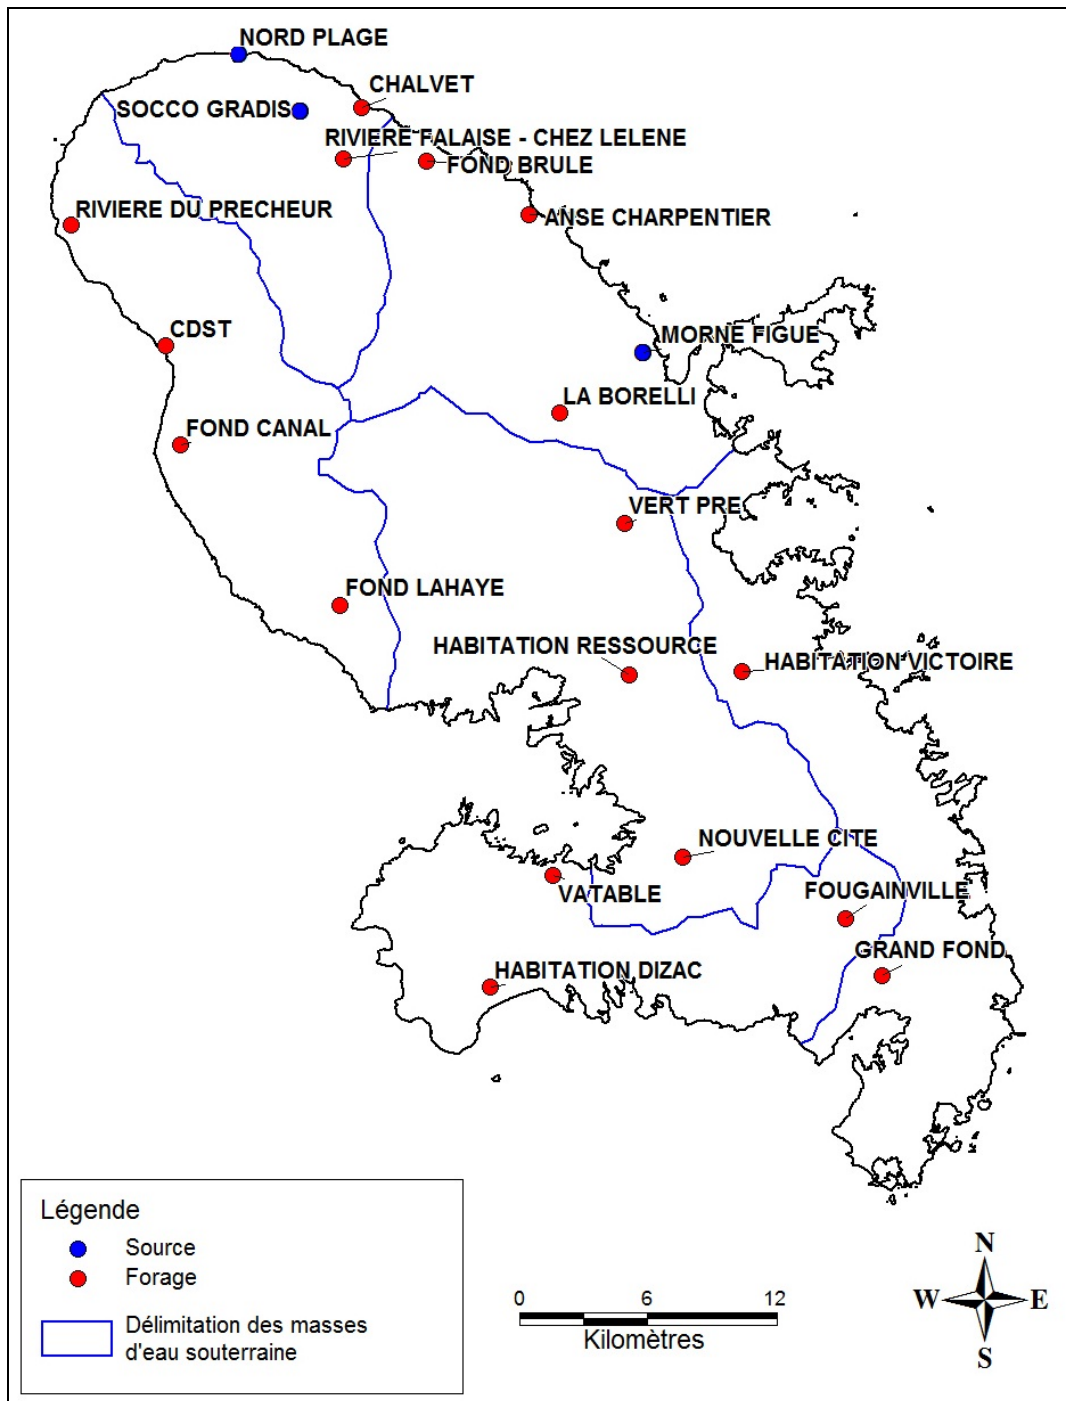 NORD PLAGE
CHALVET
SOCCO GRADIS
RIVIERE FALAISE - CHEZ LELENE
FOND BRULE
RIVIERE DU PRECHEUR
ANSE CHARPENTIER
CDST
MORNE FIGUE
LA BORELLI
FOND CANAL
VERT PRE
FOND LAHAYE
HABITATION RESSOURCE
HABITATION VICTOIRE
NOUVELLE CITE
VATABLE
FOUGAINVILLE
GRAND FOND
HABITATION DIZAC
Légende
Source
Forage
Délimitation des masses
d'eau souterraine
0 6 12
Kilomètres
N
W E
S